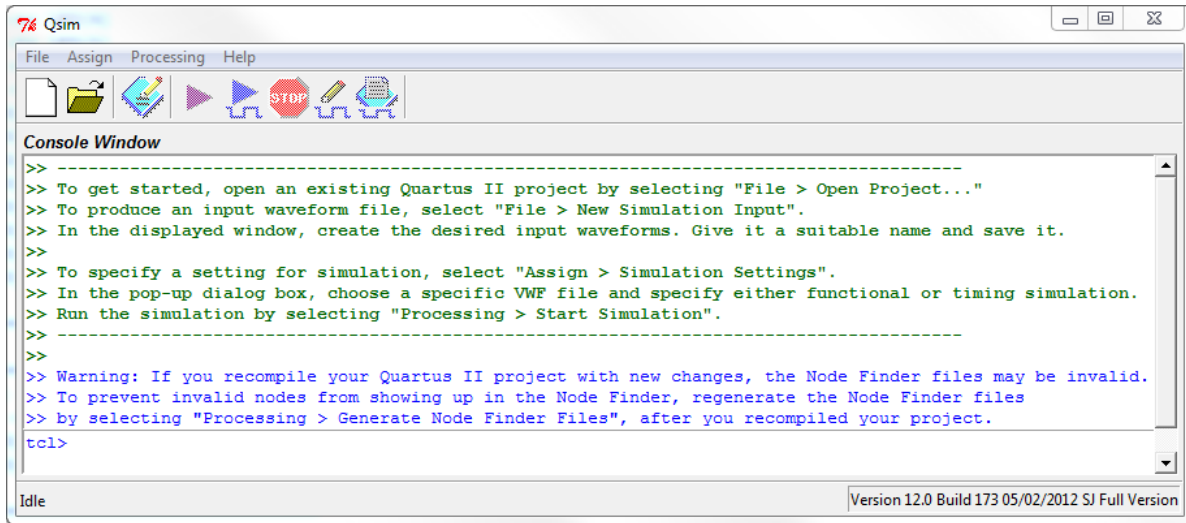 Qsim
File Assign Processing Help
STOP
Console Window
>> ---------------------------------------------------------------------------------------
>> To get started, open an existing Quartus II project by selecting "File > Open Project..."
>> To produce an input waveform file, select "File > New Simulation Input".
>> In the displayed window, create the desired input waveforms. Give it a suitable name and save it.
>>
>> To specify a setting for simulation, select "Assign > Simulation Settings".
>> In the pop-up dialog box, choose a specific VWF file and specify either functional or timing simulation.
>> Run the simulation by selecting "Processing > Start Simulation".
>> ---------------------------------------------------------------------------------------
>>
>> Warning: If you recompile your Quartus II project with new changes, the Node Finder files may be invalid.
>> To prevent invalid nodes from showing up in the Node Finder, regenerate the Node Finder files
>> by selecting "Processing > Generate Node Finder Files", after you recompiled your project.
tcl>
Idle
Version 12.0 Build 173 05/02/2012 SJ Full Version